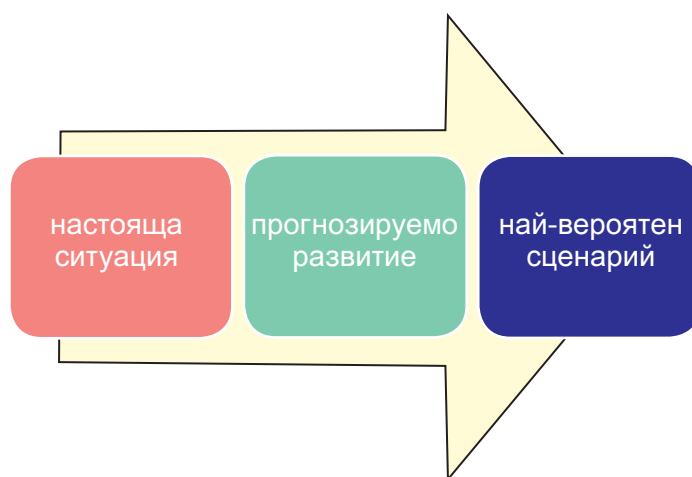 настояща
ситуация
прогнозируемо
развитие
най-вероятен
сценарий